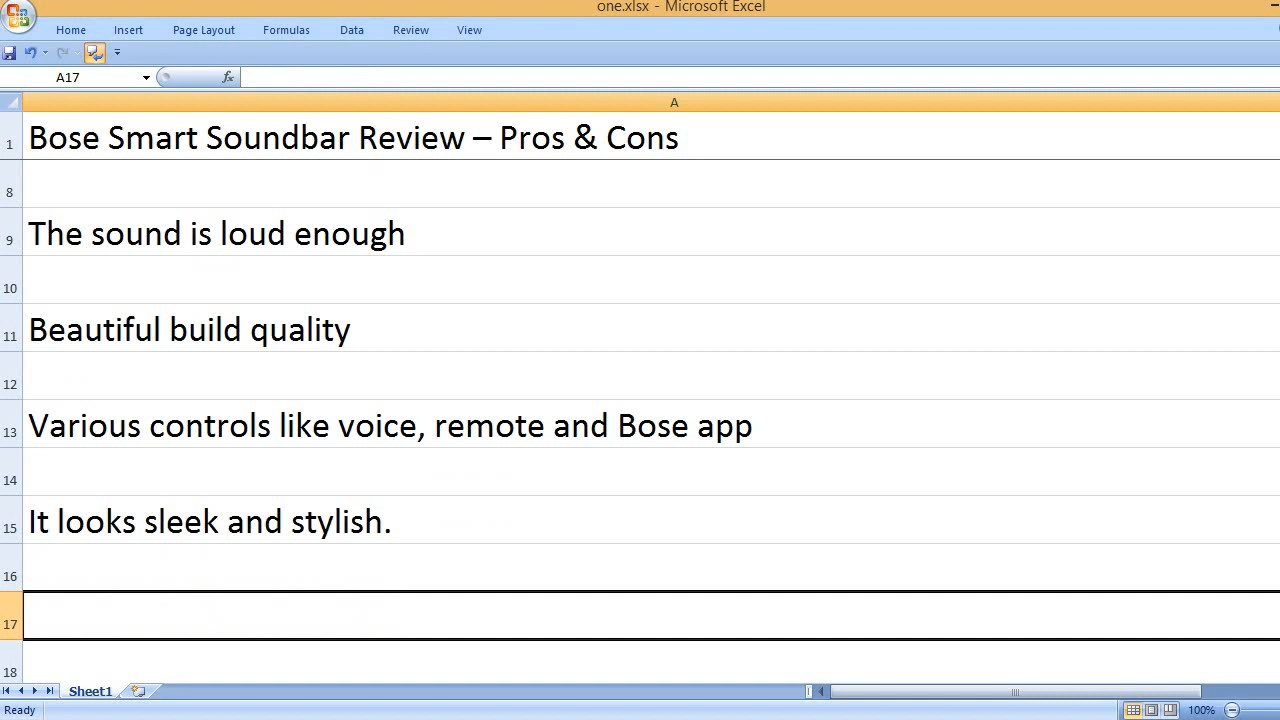 one.xlsx - Microsoft Excel
Home Insert Page Layout Formulas Data Review View
A17 fx
A
1 Bose Smart Soundbar Review – Pros & Cons
8
9 The sound is loud enough
10
11 Beautiful build quality
12
13 Various controls like voice, remote and Bose app
14
15 It looks sleek and stylish.
16
17
18
Sheet1
Ready 100%